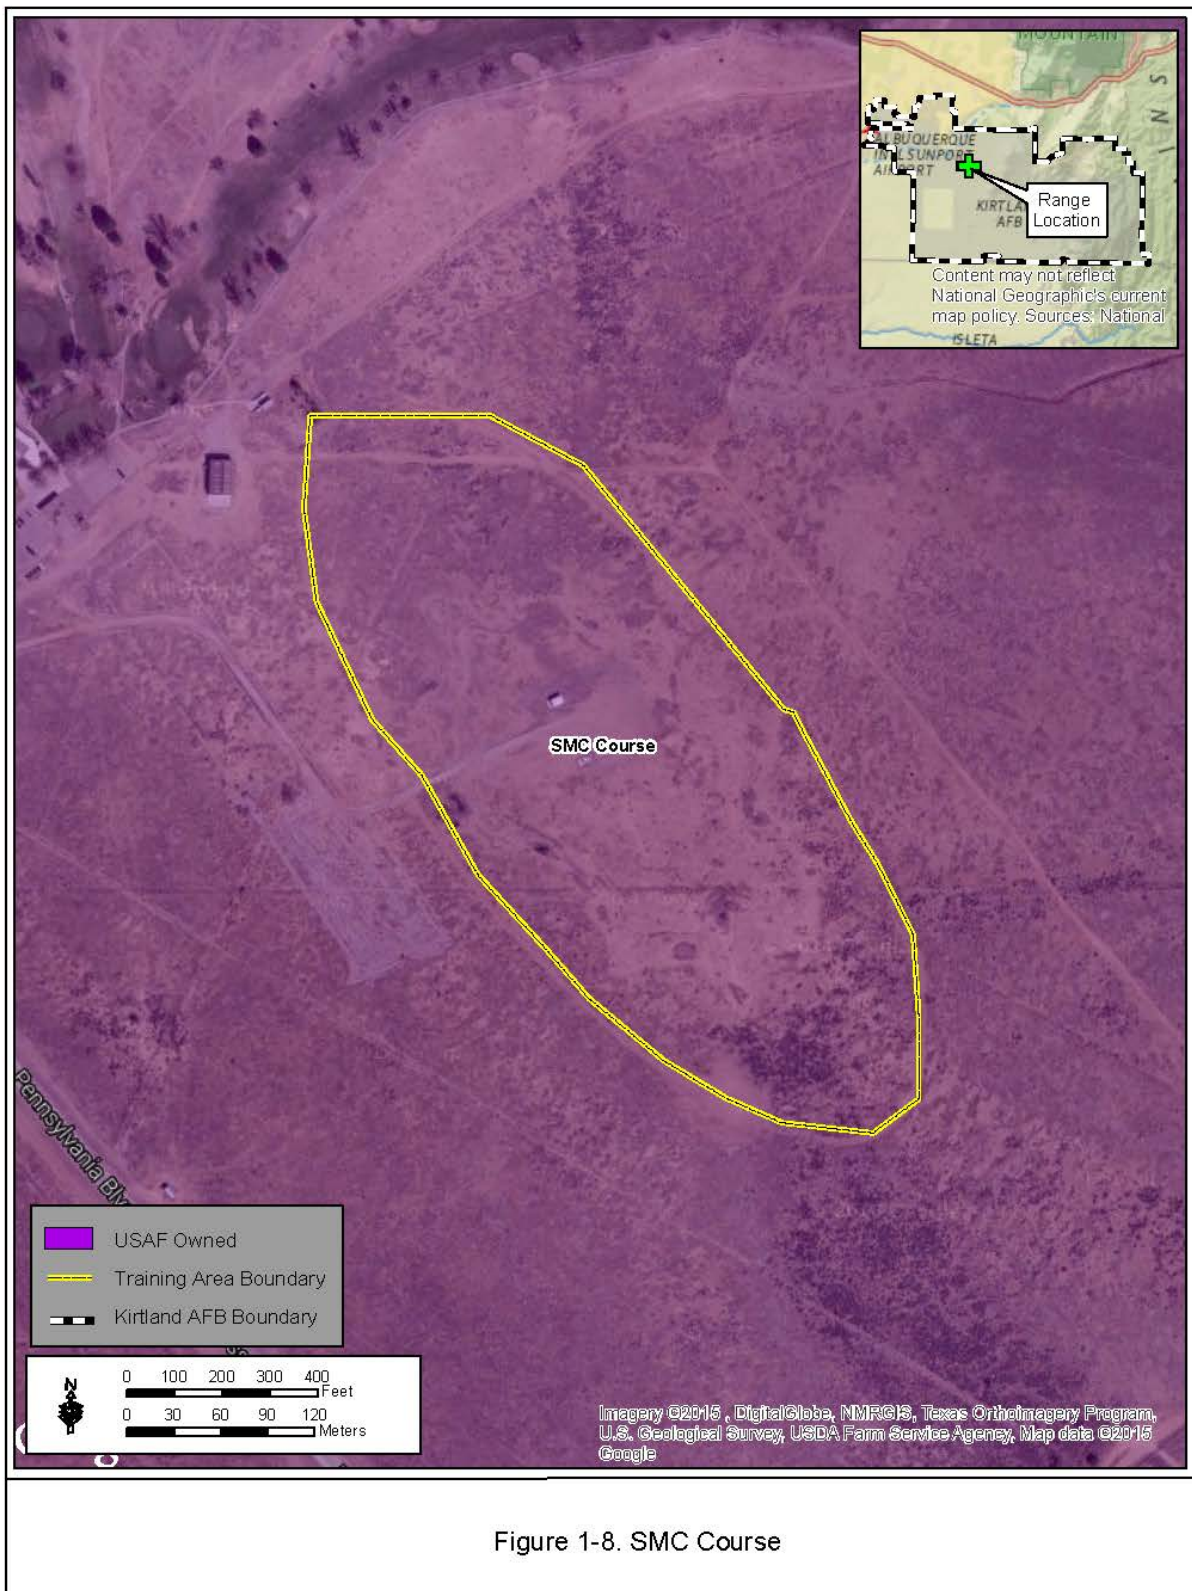 MOUNTAIN
INS
ALBUQUERQUE
INTL SUNPORT
AIRPORT
KIRTLA
AFB
Range
Location
Content may not reflect
National Geographic's current
map policy. Sources: National
ISLETA
SMC Course
Pennsylvania Blv
USAF Owned
Training Area Boundary
Kirtland AFB Boundary
N
0 100 200 300 400
Feet
0 30 60 90 120
Meters
Imagery ©2015 , DigitalGlobe, NMRGIS, Texas Orthoimagery Program,
U.S. Geological Survey, USDA Farm Service Agency, Map data ©2015
Google
Figure 1-8. SMC Course